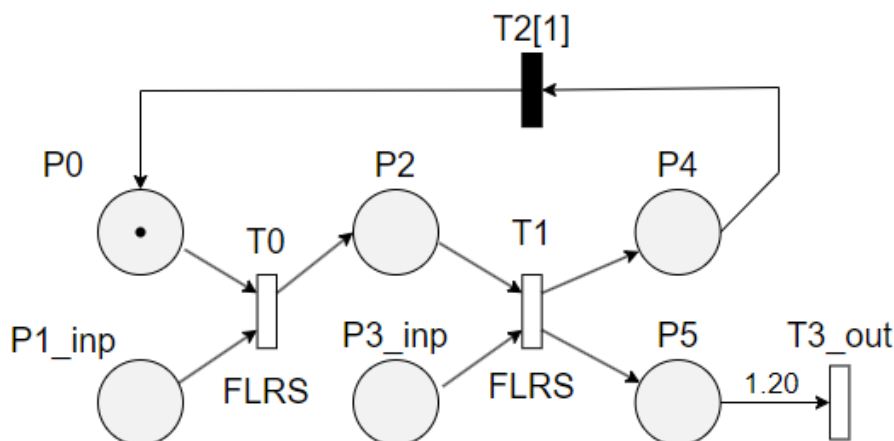 T2[1]
P0
P2
P4
T0
T1
P1_inp
P3_inp
P5
T3_out
FLRS
FLRS
1.20